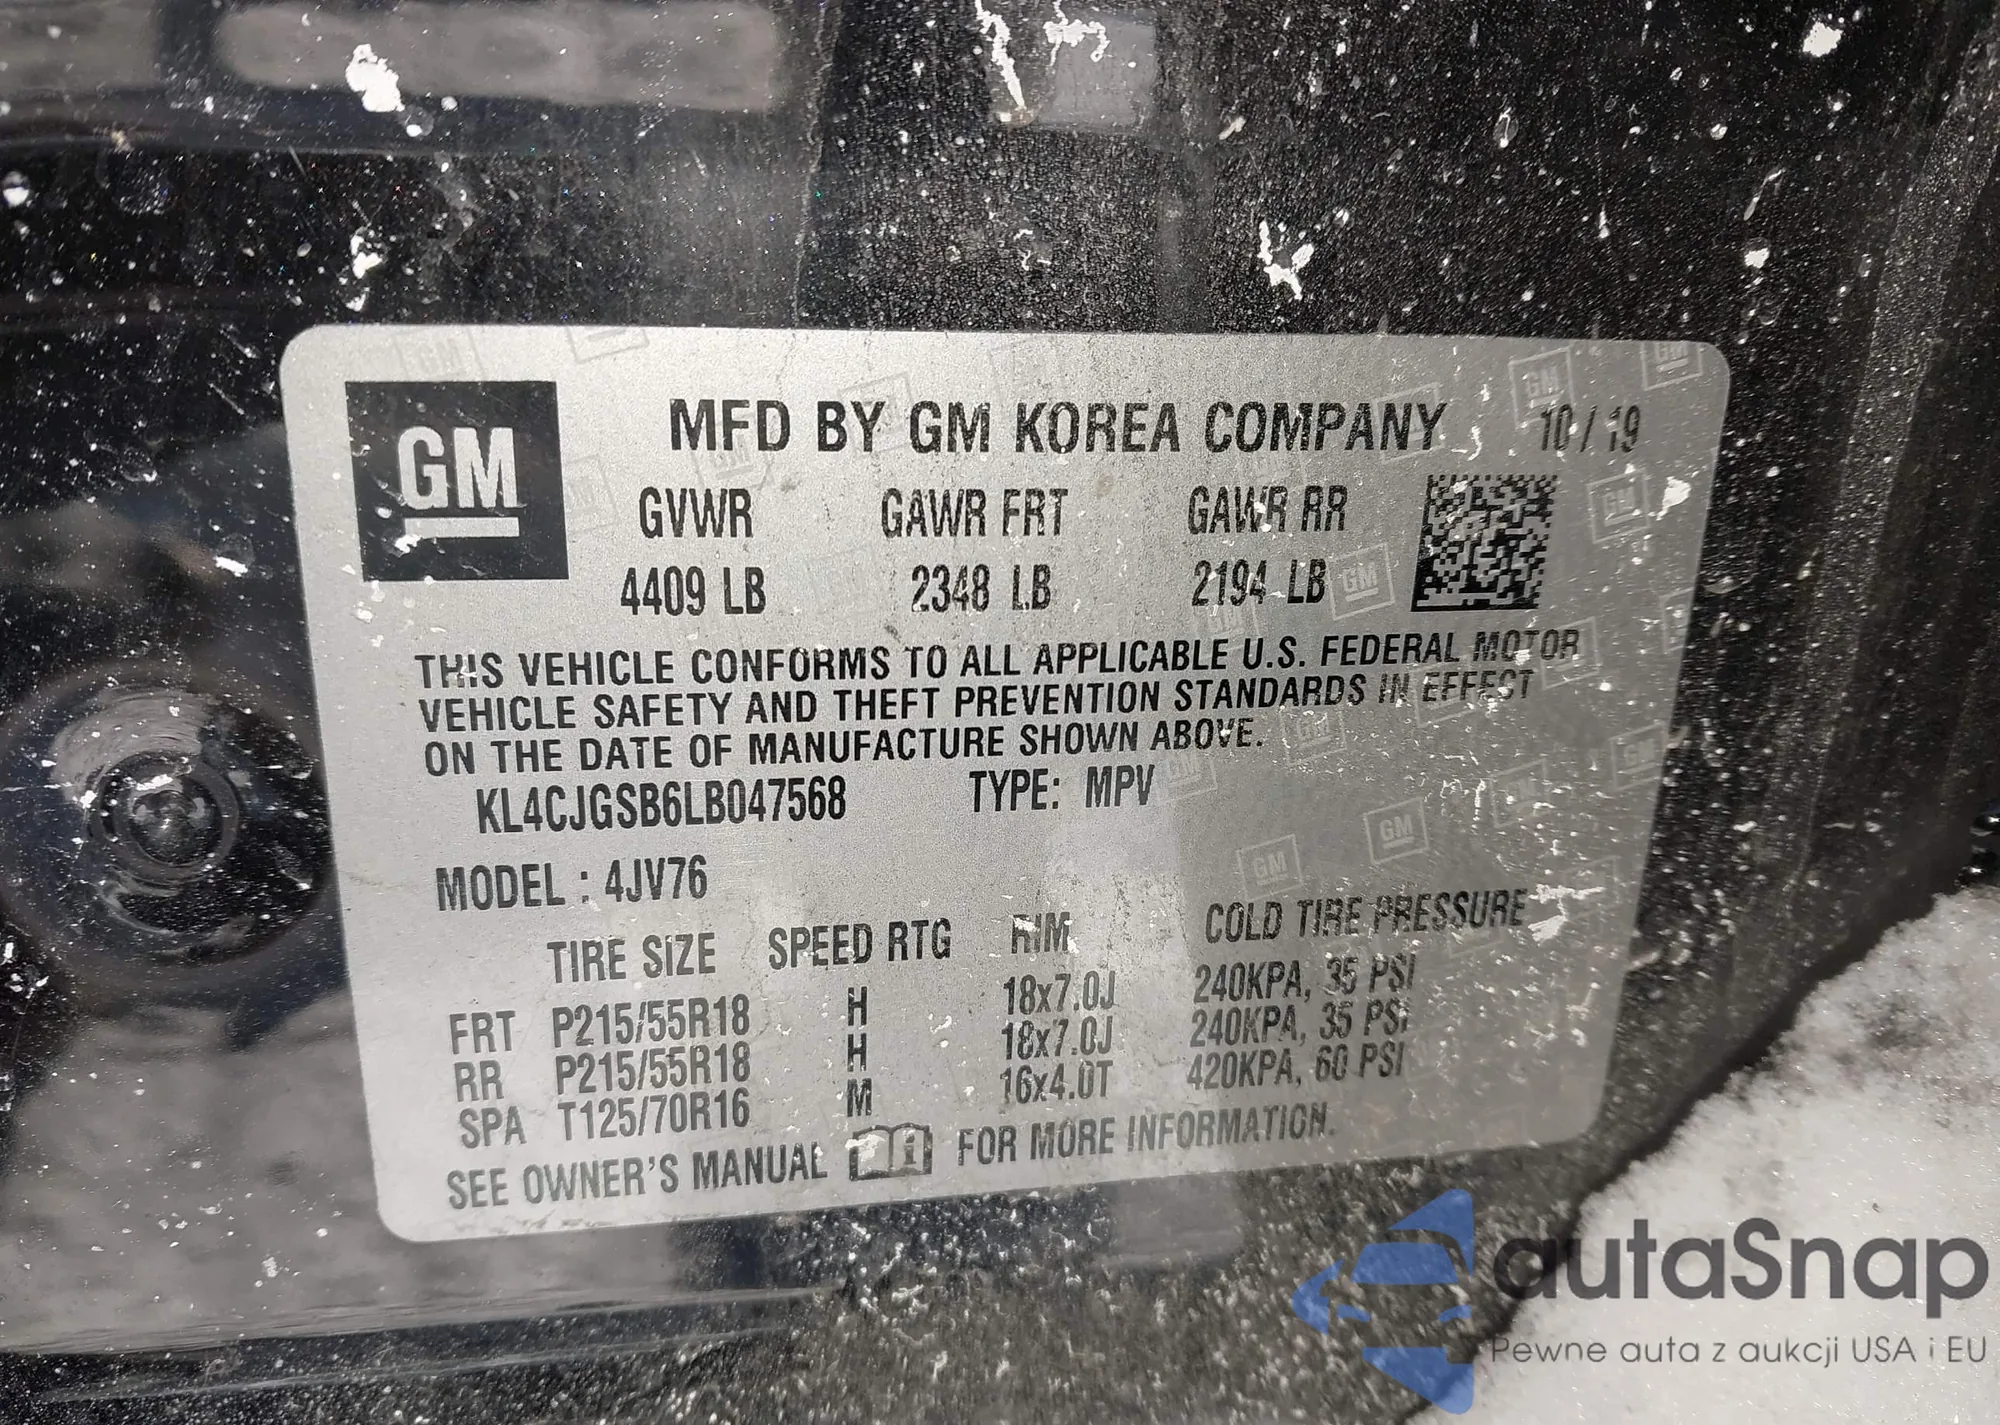 GM
MFD BY GM KOREA COMPANY 10 / 19
GVWR GAWR FRT GAWR RR
4409 LB 2348 LB 2194 LB
THIS VEHICLE CONFORMS TO ALL APPLICABLE U.S. FEDERAL MOTOR
VEHICLE SAFETY AND THEFT PREVENTION STANDARDS IN EFFECT
ON THE DATE OF MANUFACTURE SHOWN ABOVE.
KL4CJGSB6LB047568 TYPE: MPV
MODEL : 4JV76
TIRE SIZE SPEED RTG RIM COLD TIRE PRESSURE
FRT P215/55R18 H 18x7.0J 240KPA, 35 PSI
RR P215/55R18 H 18x7.0J 240KPA, 35 PSI
SPA T125/70R16 M 16x4.0T 420KPA, 60 PSI
SEE OWNER'S MANUAL FOR MORE INFORMATION.
autaSnap
Pewne auta z aukcji USA i EU